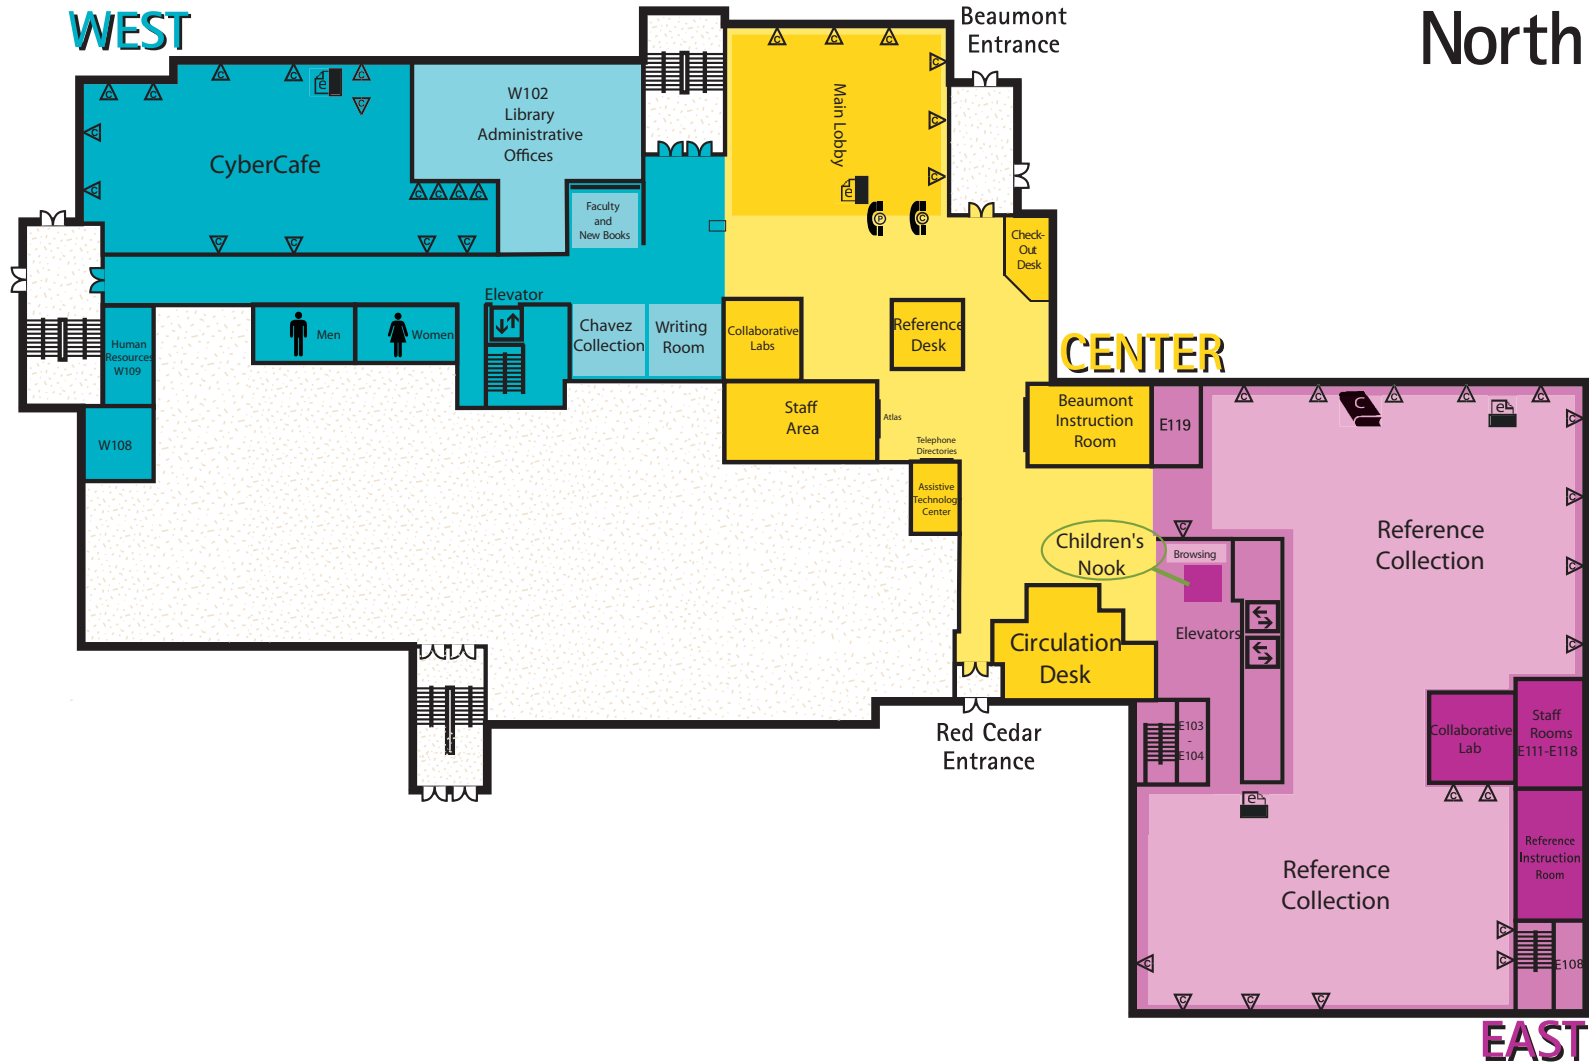 WEST
Beaumont
Entrance
North
W102
Library
Administrative
Offices
CyberCafe
Main Lobby
Faculty
and
New Books
Check-
Out
Desk
Elevator
Men
Women
Human
Resources
W109
W108
Chavez
Collection
Writing
Room
Collaborative
Labs
Reference
Desk
CENTER
Staff
Area
Atlas
Telephone
Directories
Assistive
Technology
Center
Beaumont
Instruction
Room
E119
Children's
Nook
Browsing
Elevators
Circulation
Desk
Red Cedar
Entrance
E103
-
E104
Reference
Collection
Collaborative
Lab
Staff
Rooms
E111-E118
Reference
Instruction
Room
Reference
Collection
E108
EAST